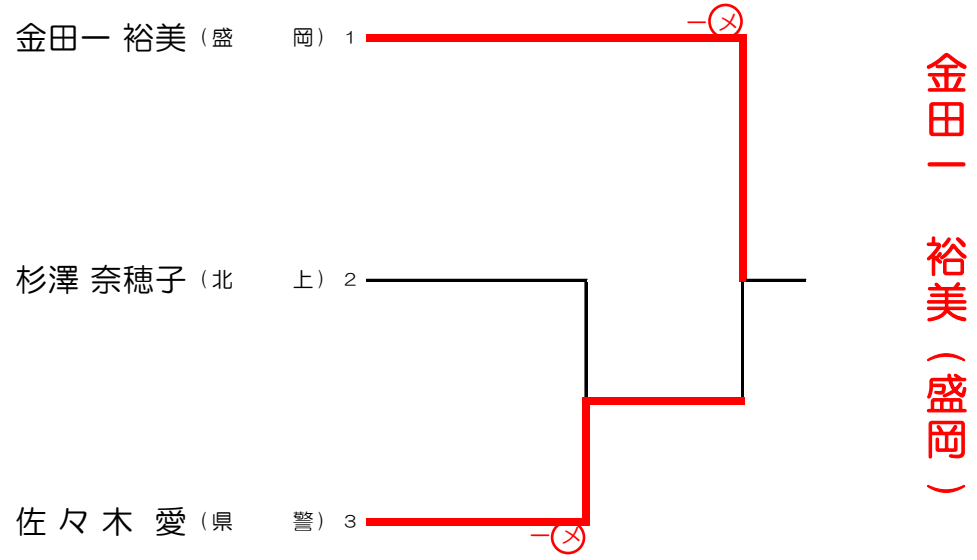 金田一 裕美（盛 岡）1
杉澤 奈穂子（北 上）2
佐々木 愛（県 警）3
一メ
一メ
金田一 裕美（盛岡）